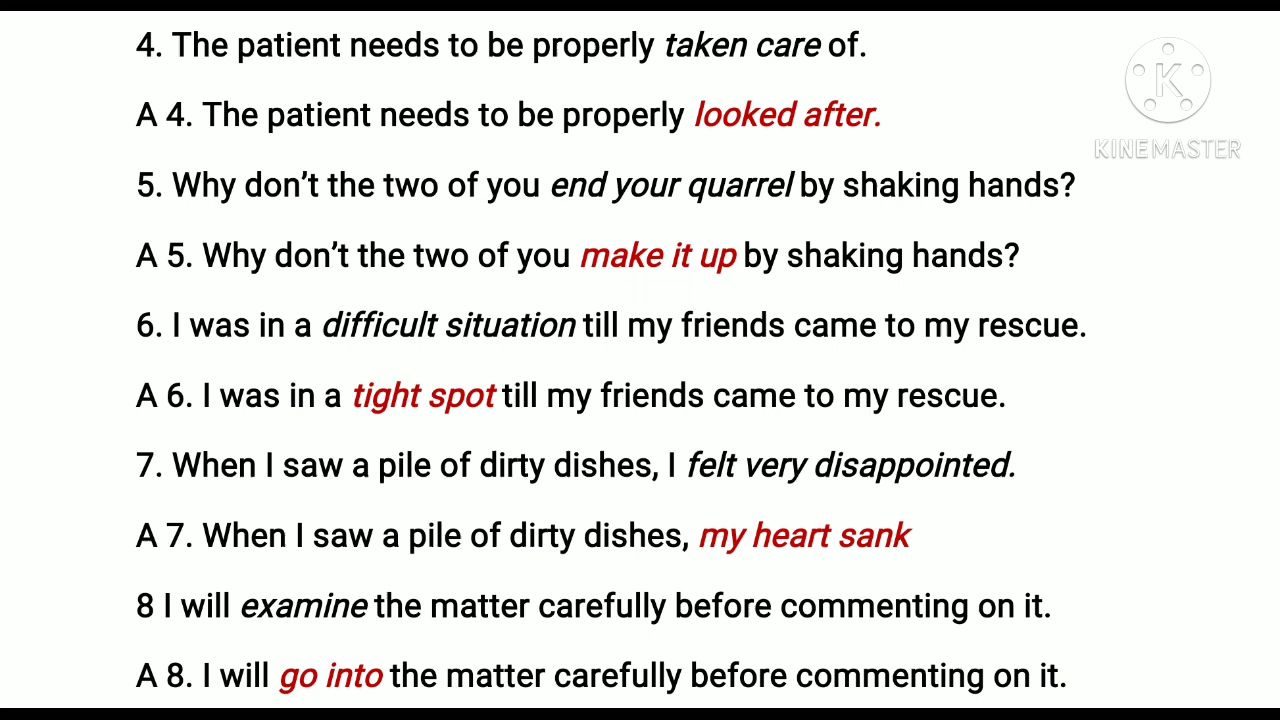 4. The patient needs to be properly taken care of.
A 4. The patient needs to be properly looked after.
5. Why don’t the two of you end your quarrel by shaking hands?
A 5. Why don’t the two of you make it up by shaking hands?
6. I was in a difficult situation till my friends came to my rescue.
A 6. I was in a tight spot till my friends came to my rescue.
7. When I saw a pile of dirty dishes, I felt very disappointed.
A 7. When I saw a pile of dirty dishes, my heart sank
8 I will examine the matter carefully before commenting on it.
A 8. I will go into the matter carefully before commenting on it.
K
KINEMASTER